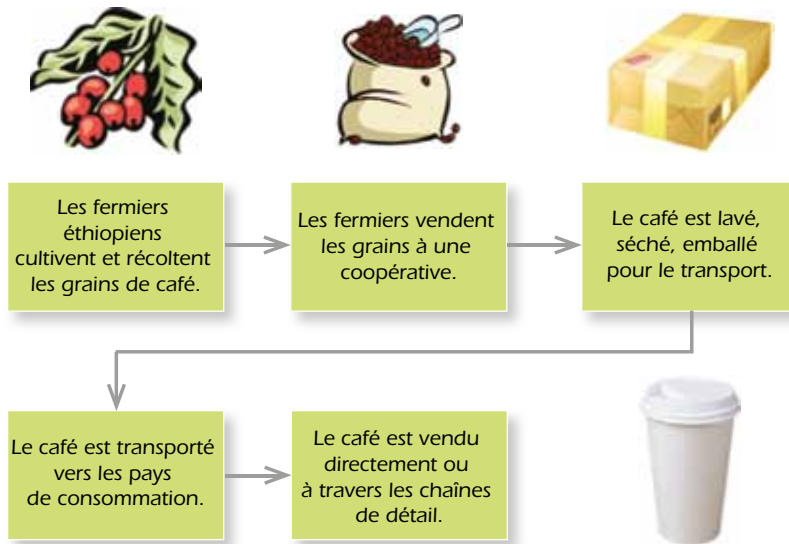 Les fermiers
éthiopiens
cultivent et récoltent
les grains de café.
Les fermiers vendent
les grains à une
coopérative.
Le café est lavé,
séché, emballé
pour le transport.
Le café est transporté
vers les pays
de consommation.
Le café est vendu
directement ou
à travers les chaînes
de détail.